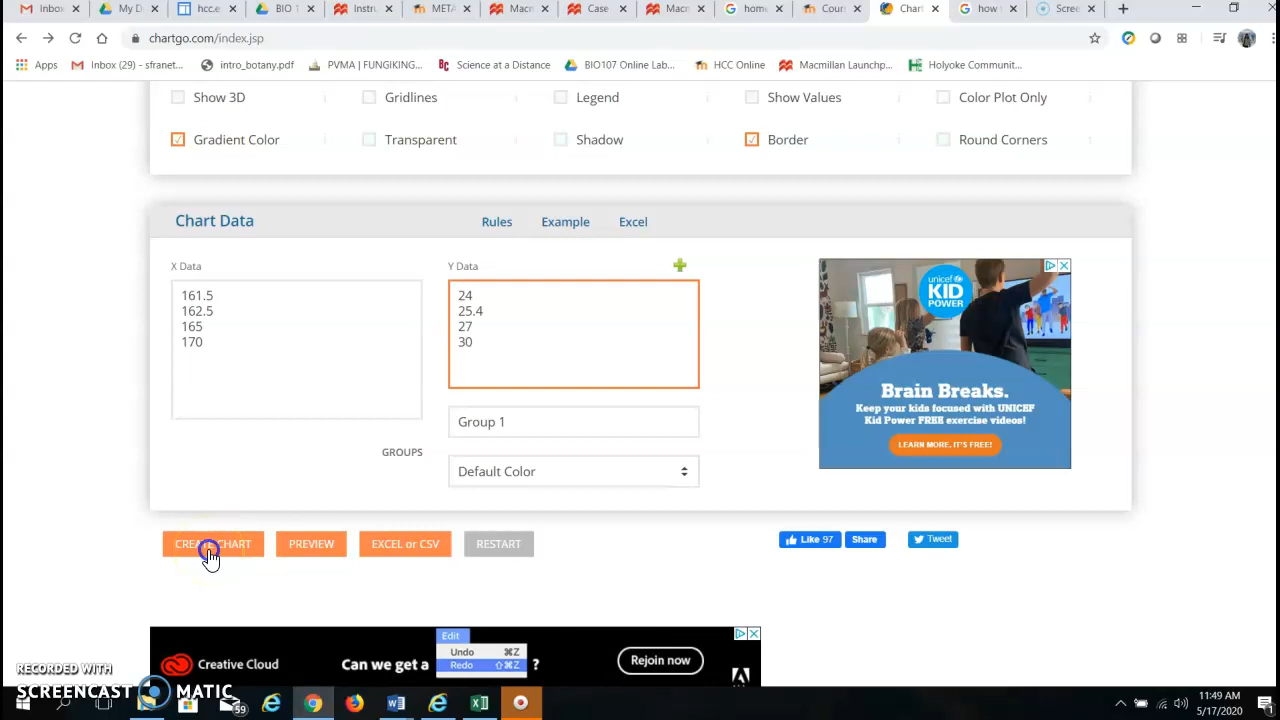 Inbo
My D
hcc.e
BIO 1
Instru
META
Macm
Case
Macm
home
Cours
Chart
how t
Scree
chartgo.com/index.jsp
Apps
Inbox (29) - sfranet...
intro_botany.pdf
PVMA | FUNGIKING...
Science at a Distance
BIO107 Online Lab...
HCC Online
Macmillan Launchp...
Holyoke Communit...
Show 3D
Gridlines
Legend
Show Values
Color Plot Only
Gradient Color
Transparent
Shadow
Border
Round Corners
Chart Data
Rules
Example
Excel
X Data
Y Data
161.5
162.5
165
170
24
25.4
27
30
Group 1
GROUPS
Default Color
unicef
KID
POWER
Brain Breaks.
Keep your kids focused with UNICEF
Kid Power FREE exercise videos!
LEARN MORE, IT'S FREE!
CREATE CHART
PREVIEW
EXCEL or CSV
RESTART
Like 97
Share
Tweet
Creative Cloud
Can we get a
Edit
Undo ⌘Z
Redo ⇧⌘Z
?
Rejoin now
RECORDED WITH
SCREENCAST MATIC
59
11:49 AM
5/17/2020
1